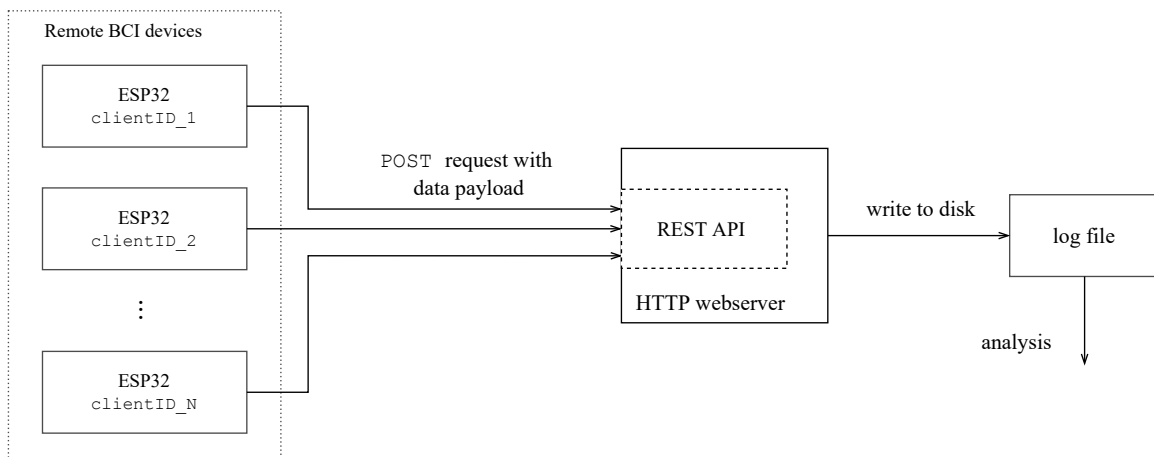 Remote BCI devices
ESP32
clientID_1
ESP32
clientID_2
⋮
ESP32
clientID_N
POST request with
data payload
REST API
HTTP webserver
write to disk
log file
analysis